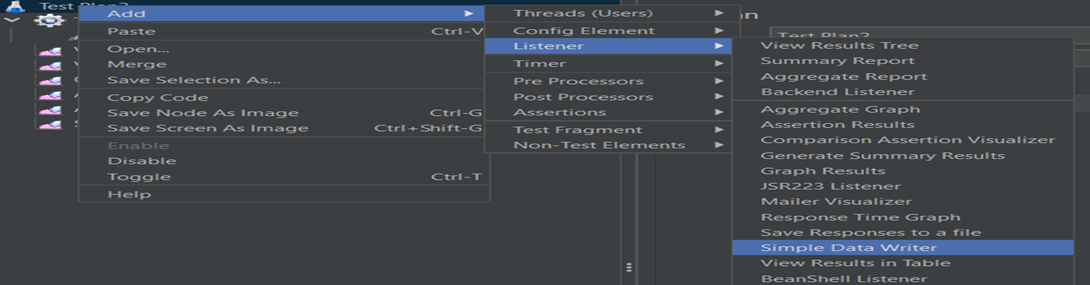 Test Plan2
Add
Paste Ctrl-V
Open...
Merge
Save Selection As...
Copy Code
Save Node As Image Ctrl-G
Save Screen As Image Ctrl+Shift-G
Enable
Disable
Toggle Ctrl-T
Help
Threads (Users)
Config Element
Listener
Timer
Pre Processors
Post Processors
Assertions
Test Fragment
Non-Test Elements
an
Test Plan2
View Results Tree
Summary Report
Aggregate Report
Backend Listener
Aggregate Graph
Assertion Results
Comparison Assertion Visualizer
Generate Summary Results
Graph Results
JSR223 Listener
Mailer Visualizer
Response Time Graph
Save Responses to a file
Simple Data Writer
View Results in Table
BeanShell Listener